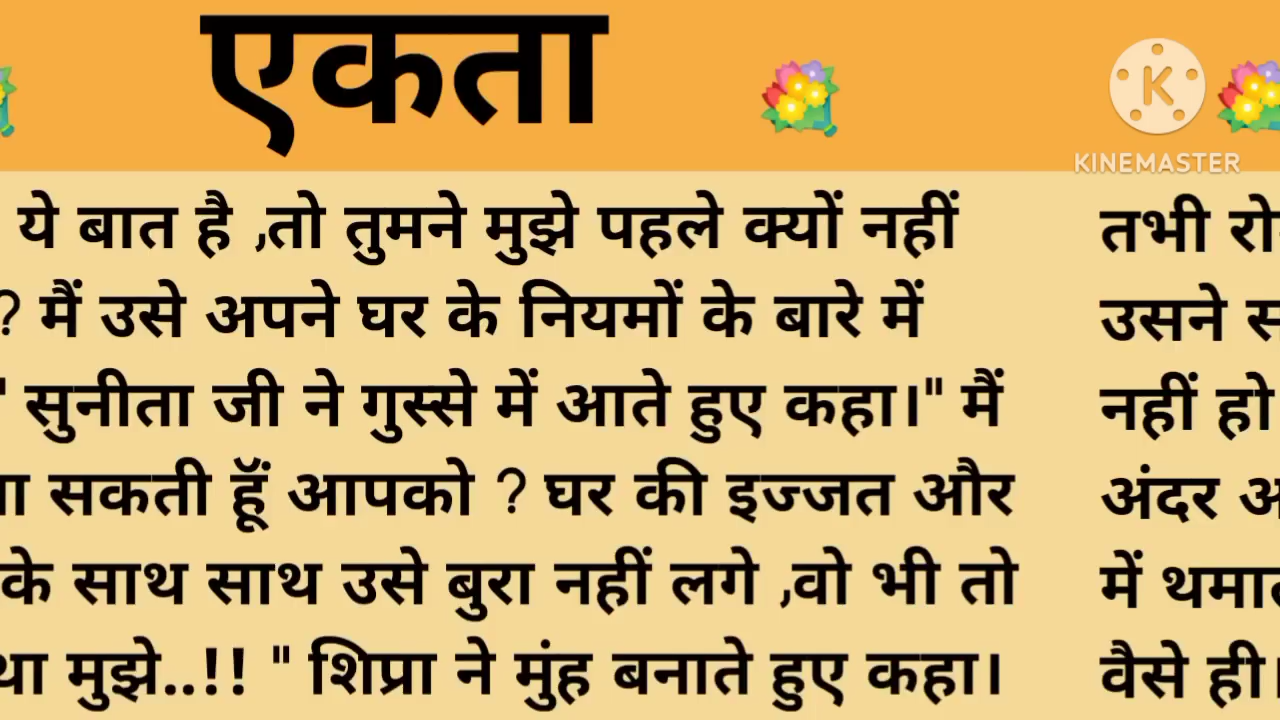 एकता
KINEMASTER
ये बात है ,तो तुमने मुझे पहले क्यों नहीं
? मैं उसे अपने घर के नियमों के बारे में
" सुनीता जी ने गुस्से में आते हुए कहा।" मैं
सकती हूॅं आपको ? घर की इज्जत और
के साथ साथ उसे बुरा नहीं लगे ,वो भी तो
मुझे..!! " शिप्रा ने मुंह बनाते हुए कहा।
तभी
उसने
नहीं हो
अंदर
में
वैसे ही।